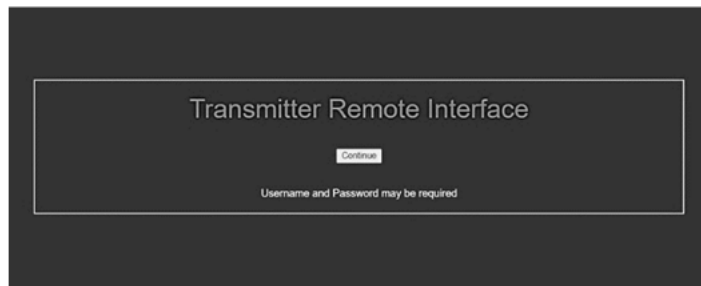 Transmitter Remote Interface
Continue
Username and Password may be required